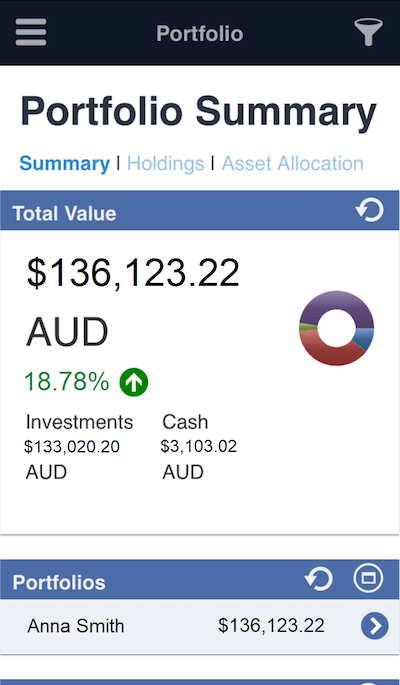 Portfolio
Portfolio Summary
Summary | Holdings | Asset Allocation
Total Value
$136,123.22
AUD
18.78%
Investments Cash
$133,020.20 $3,103.02
AUD AUD
Portfolios
Anna Smith $136,123.22